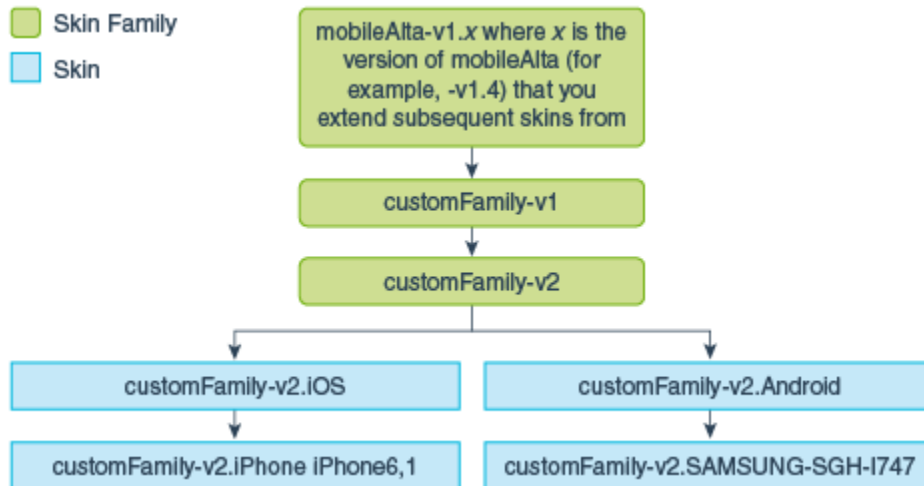 Skin Family
Skin
mobileAlta-v1.x where x is the
version of mobileAlta (for
example, -v1.4) that you
extend subsequent skins from
customFamily-v1
customFamily-v2
customFamily-v2.iOS
customFamily-v2.Android
customFamily-v2.iPhone iPhone6,1
customFamily-v2.SAMSUNG-SGH-I747